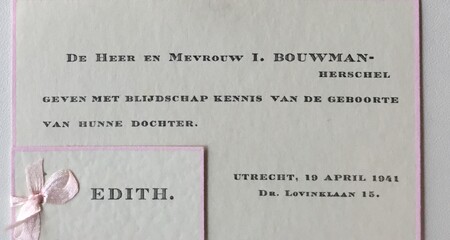 De Heer en Mevrouw I. BOUWMAN-
HERSCHEL
GEVEN MET BLIJDSCHAP KENNIS VAN DE GEBOORTE
VAN HUNNE DOCHTER.
UTRECHT, 19 APRIL 1941
Dr. Lovinklaan 15.
EDITH.